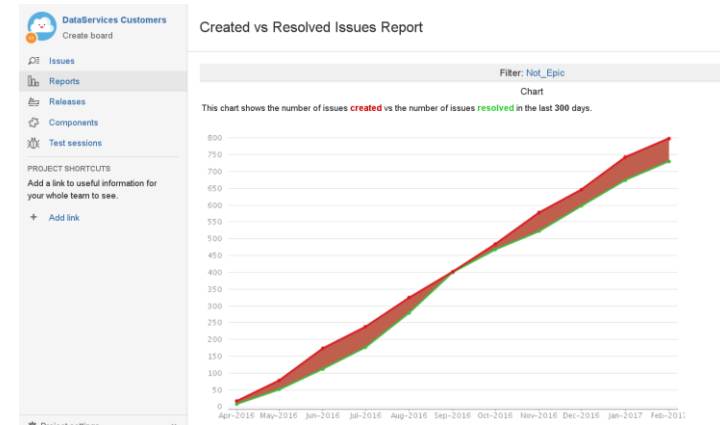 DataServices Customers
Create board
Issues
Reports
Releases
Components
Test sessions
PROJECT SHORTCUTS
Add a link to useful information for
your whole team to see.
+ Add link
Created vs Resolved Issues Report
Filter: Not_Epic
Chart
This chart shows the number of issues created vs the number of issues resolved in the last 300 days.
800
750
700
650
600
550
500
450
400
350
300
250
200
150
100
50
0
Apr-2016 May-2016 Jun-2016 Jul-2016 Aug-2016 Sep-2016 Oct-2016 Nov-2016 Dec-2016 Jan-2017 Feb-2017